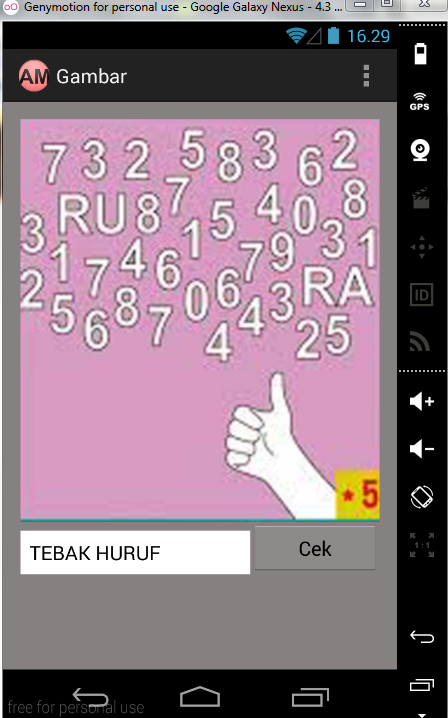 Genymotion for personal use - Google Galaxy Nexus - 4.3 ...
16.29
AM Gambar
GPS
7 3 2 5 8 3 6 2
RU 8 7 5 4 0 8
3 1 7 4 6 1 7 9 3 1
2 5 6 8 7 0 6 4 3 RA
4 25
ID
* 5
TEBAK HURUF Cek
1:1
free for personal use